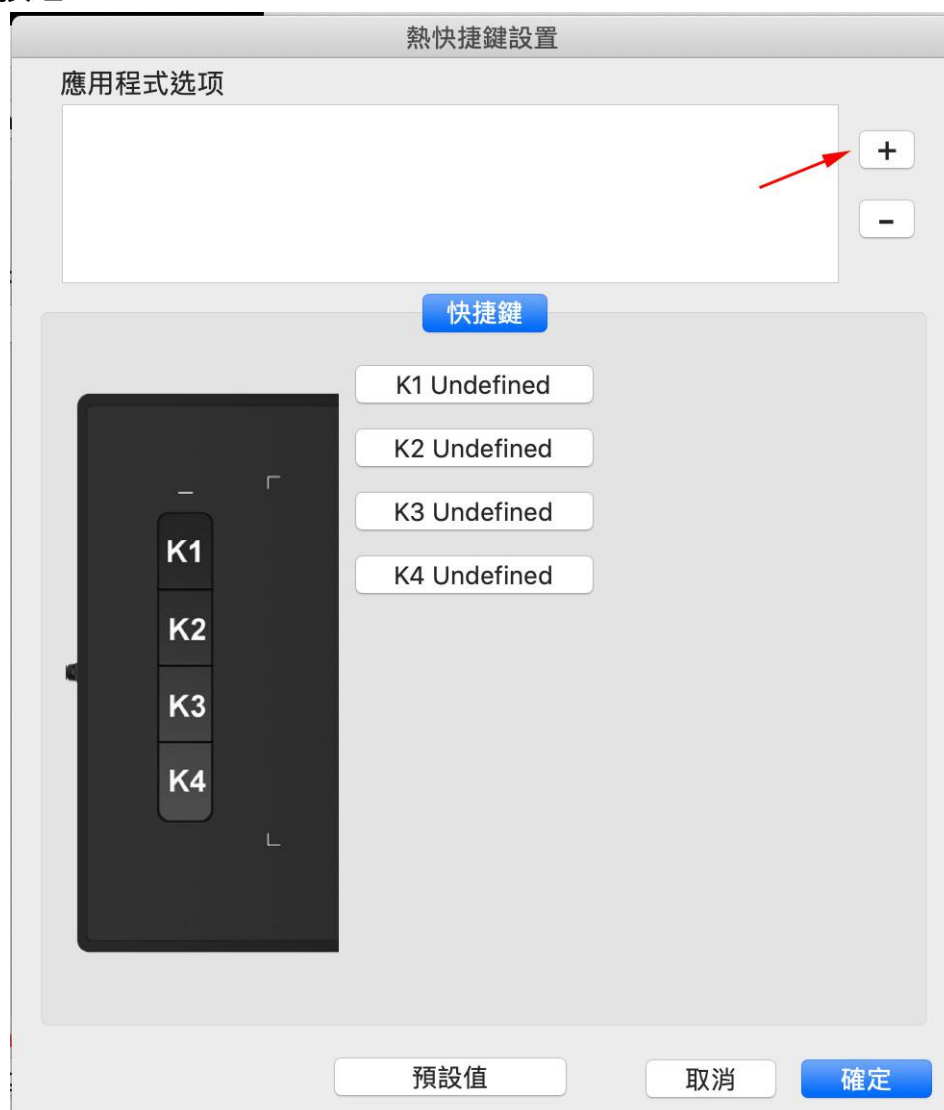 熱快捷鍵設置
應用程式选项
+
-
快捷鍵
K1 Undefined
K2 Undefined
K3 Undefined
K4 Undefined
K1
K2
K3
K4
預設值
取消
確定